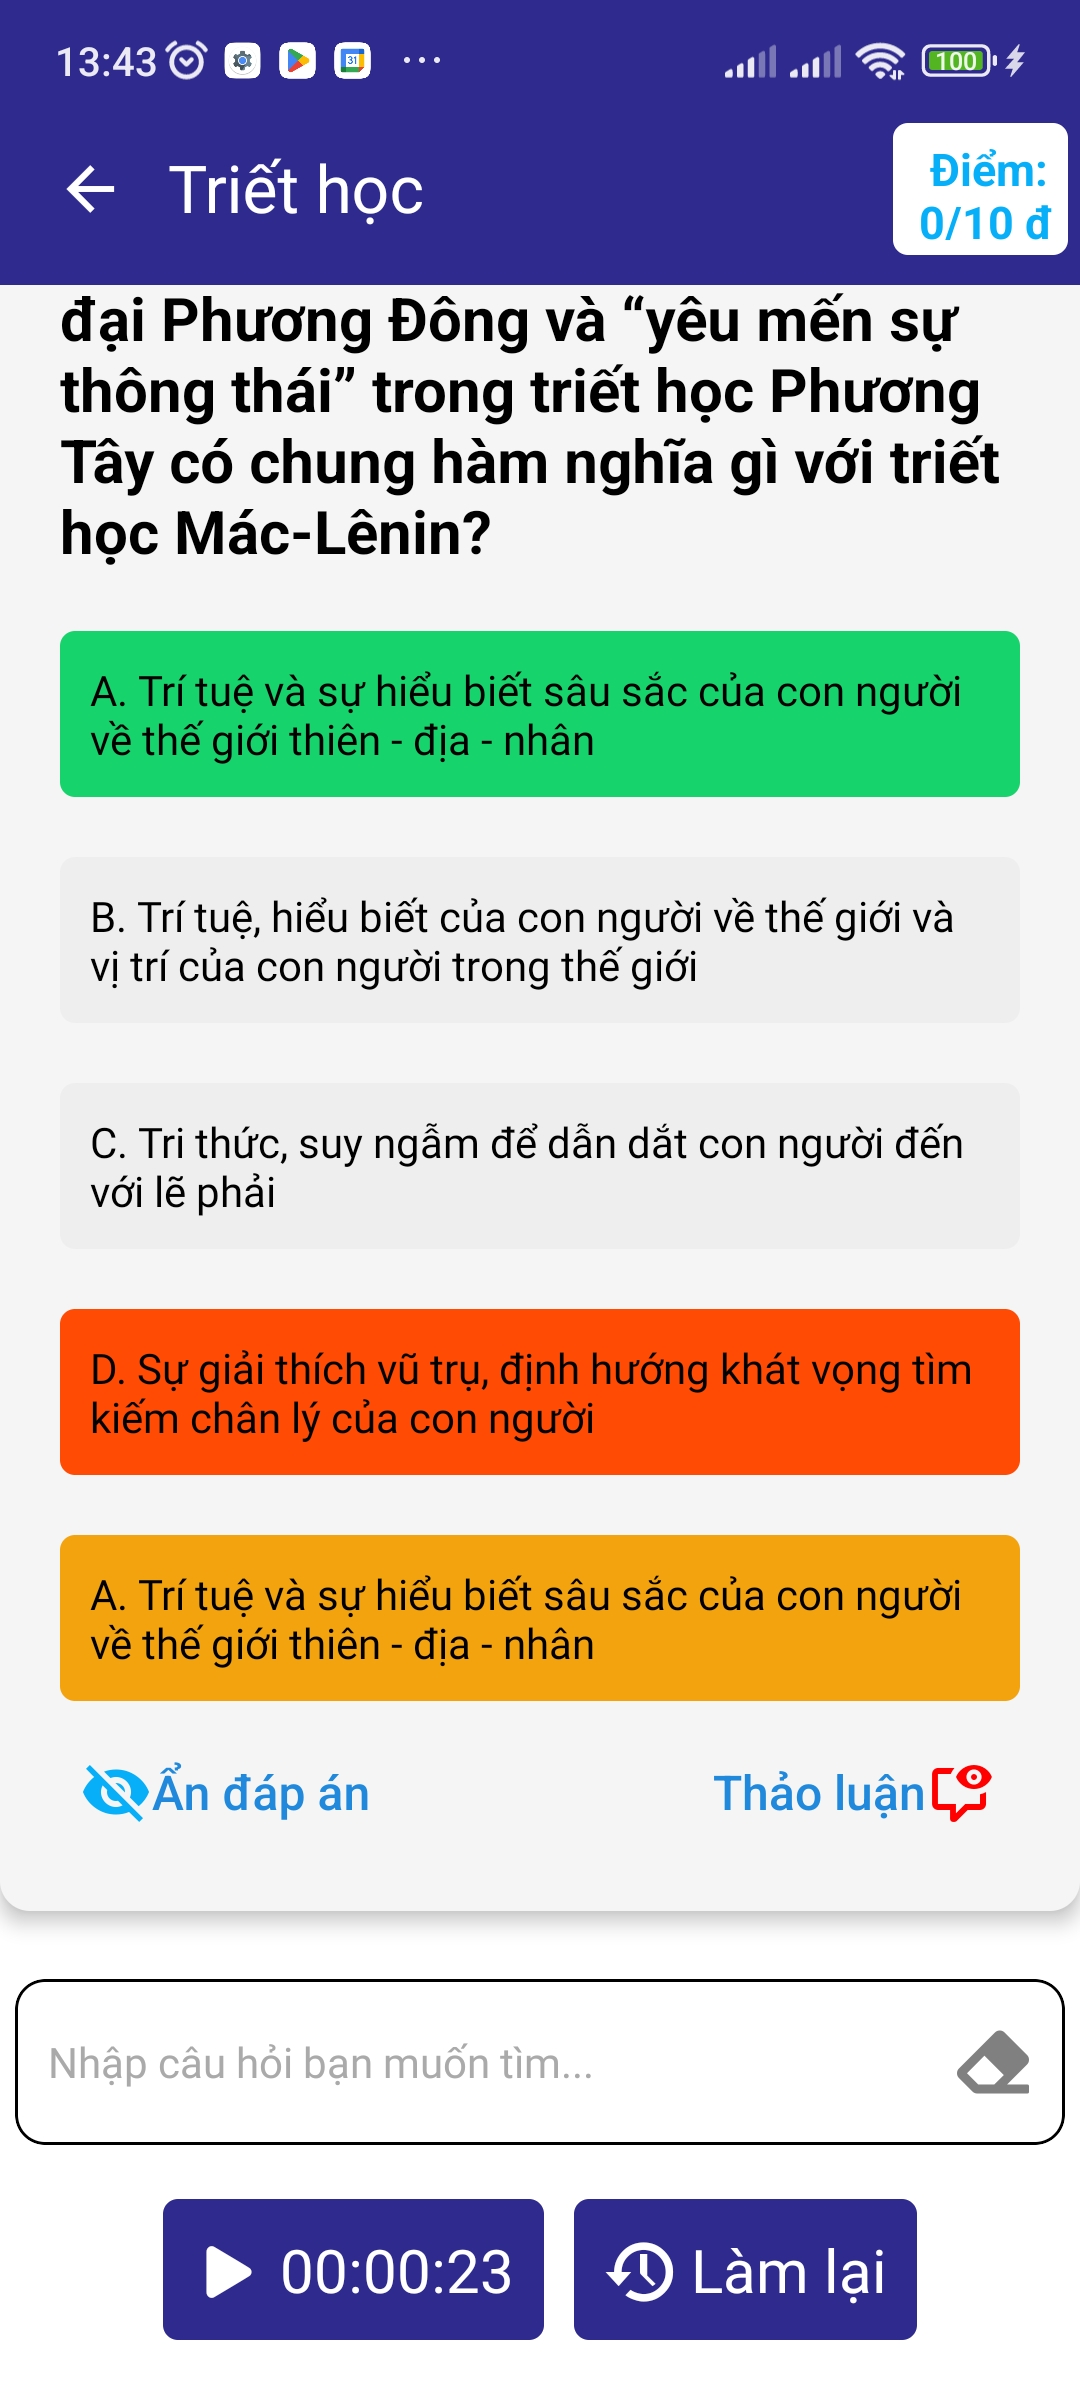 13:43
31
100
Triết học
Điểm:
0/10 đ
đại Phương Đông và “yêu mến sự
thông thái” trong triết học Phương
Tây có chung hàm nghĩa gì với triết
học Mác-Lênin?
A. Trí tuệ và sự hiểu biết sâu sắc của con người
về thế giới thiên - địa - nhân
B. Trí tuệ, hiểu biết của con người về thế giới và
vị trí của con người trong thế giới
C. Tri thức, suy ngẫm để dẫn dắt con người đến
với lẽ phải
D. Sự giải thích vũ trụ, định hướng khát vọng tìm
kiếm chân lý của con người
A. Trí tuệ và sự hiểu biết sâu sắc của con người
về thế giới thiên - địa - nhân
Ẩn đáp án
Thảo luận
Nhập câu hỏi bạn muốn tìm...
00:00:23
Làm lại